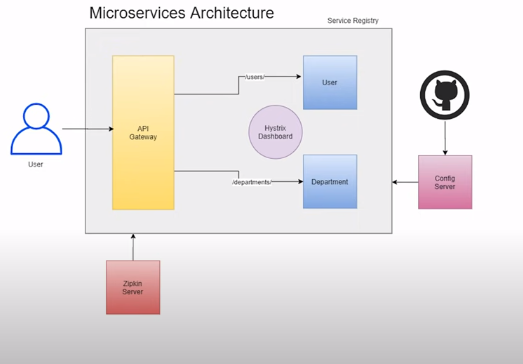 Microservices Architecture
Service Registry
/users/
User
API
Gateway
Hystrix
Dashboard
User
/departments/
Department
Config
Server
Zipkin
Server